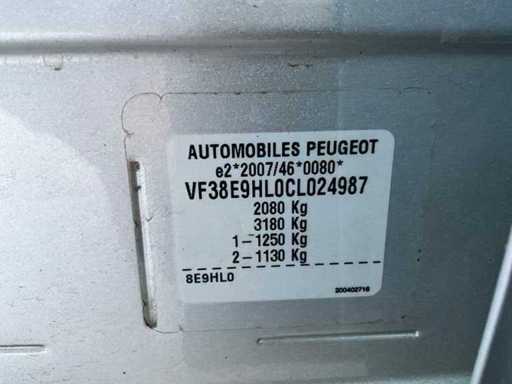 AUTOMOBILES PEUGEOT
e2*2007/46*0080*
VF38E9HL0CL024987
2080 Kg
3180 Kg
1-1250 Kg
2-1130 Kg
8E9HL0
200402716